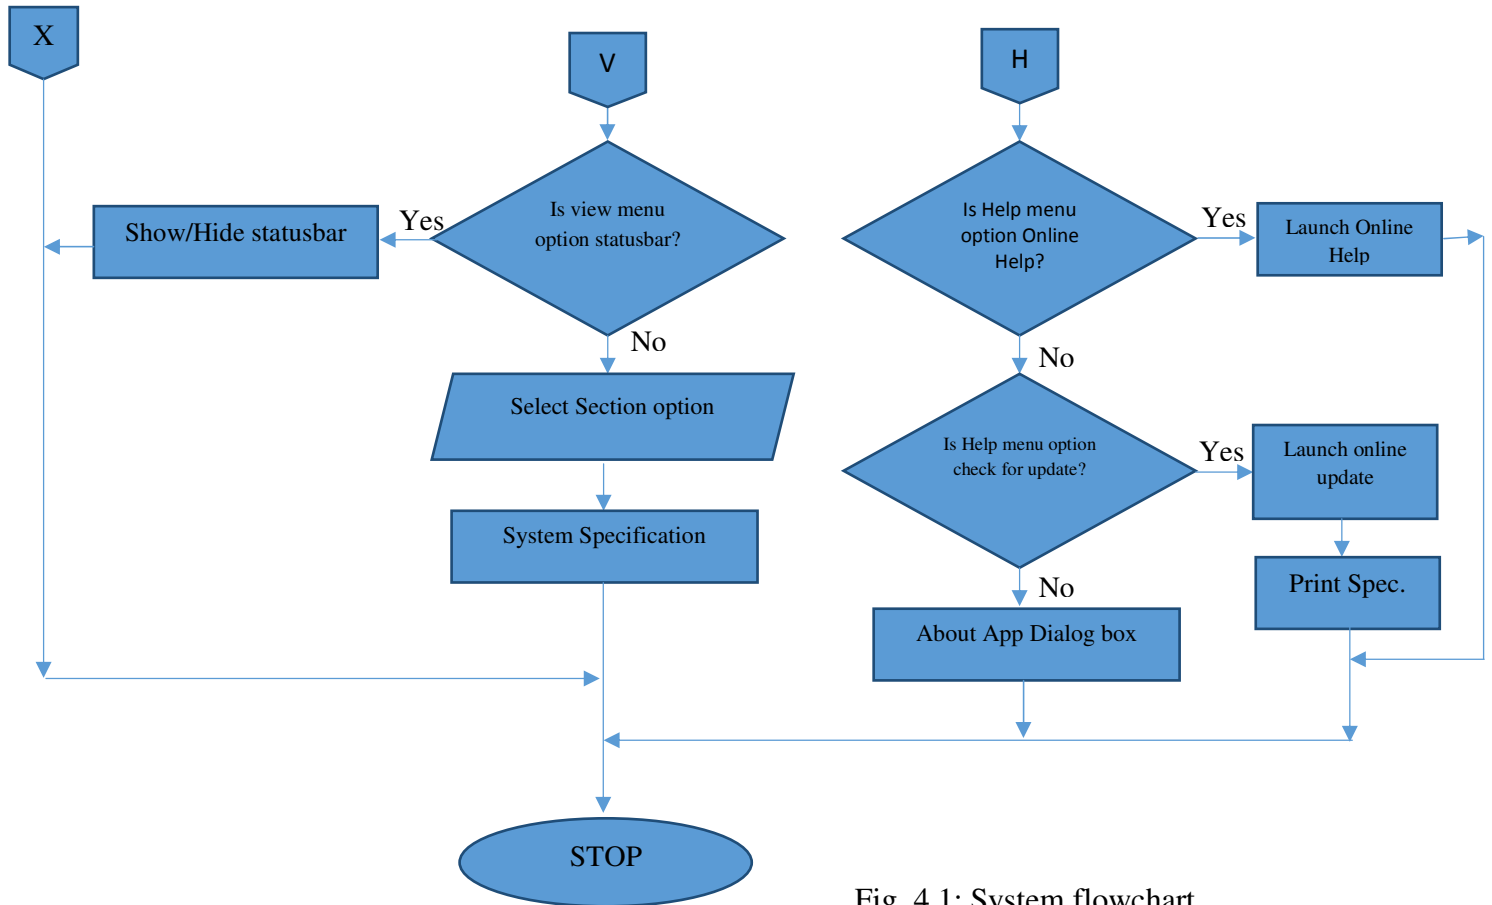 X
V
H
Is view menu
option statusbar?
Yes
Show/Hide statusbar
No
Select Section option
System Specification
Is Help menu
option Online
Help?
Yes
Launch Online
Help
No
Is Help menu option
check for update?
Yes
Launch online
update
Print Spec.
No
About App Dialog box
STOP
Fig. 4.1: System flowchart